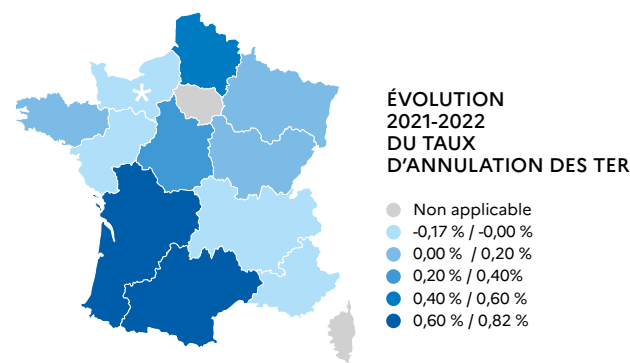 *
ÉVOLUTION
2021-2022
DU TAUX
D'ANNULATION DES TER
Non applicable
-0,17 % / -0,00 %
0,00 % / 0,20 %
0,20 % / 0,40%
0,40 % / 0,60 %
0,60 % / 0,82 %